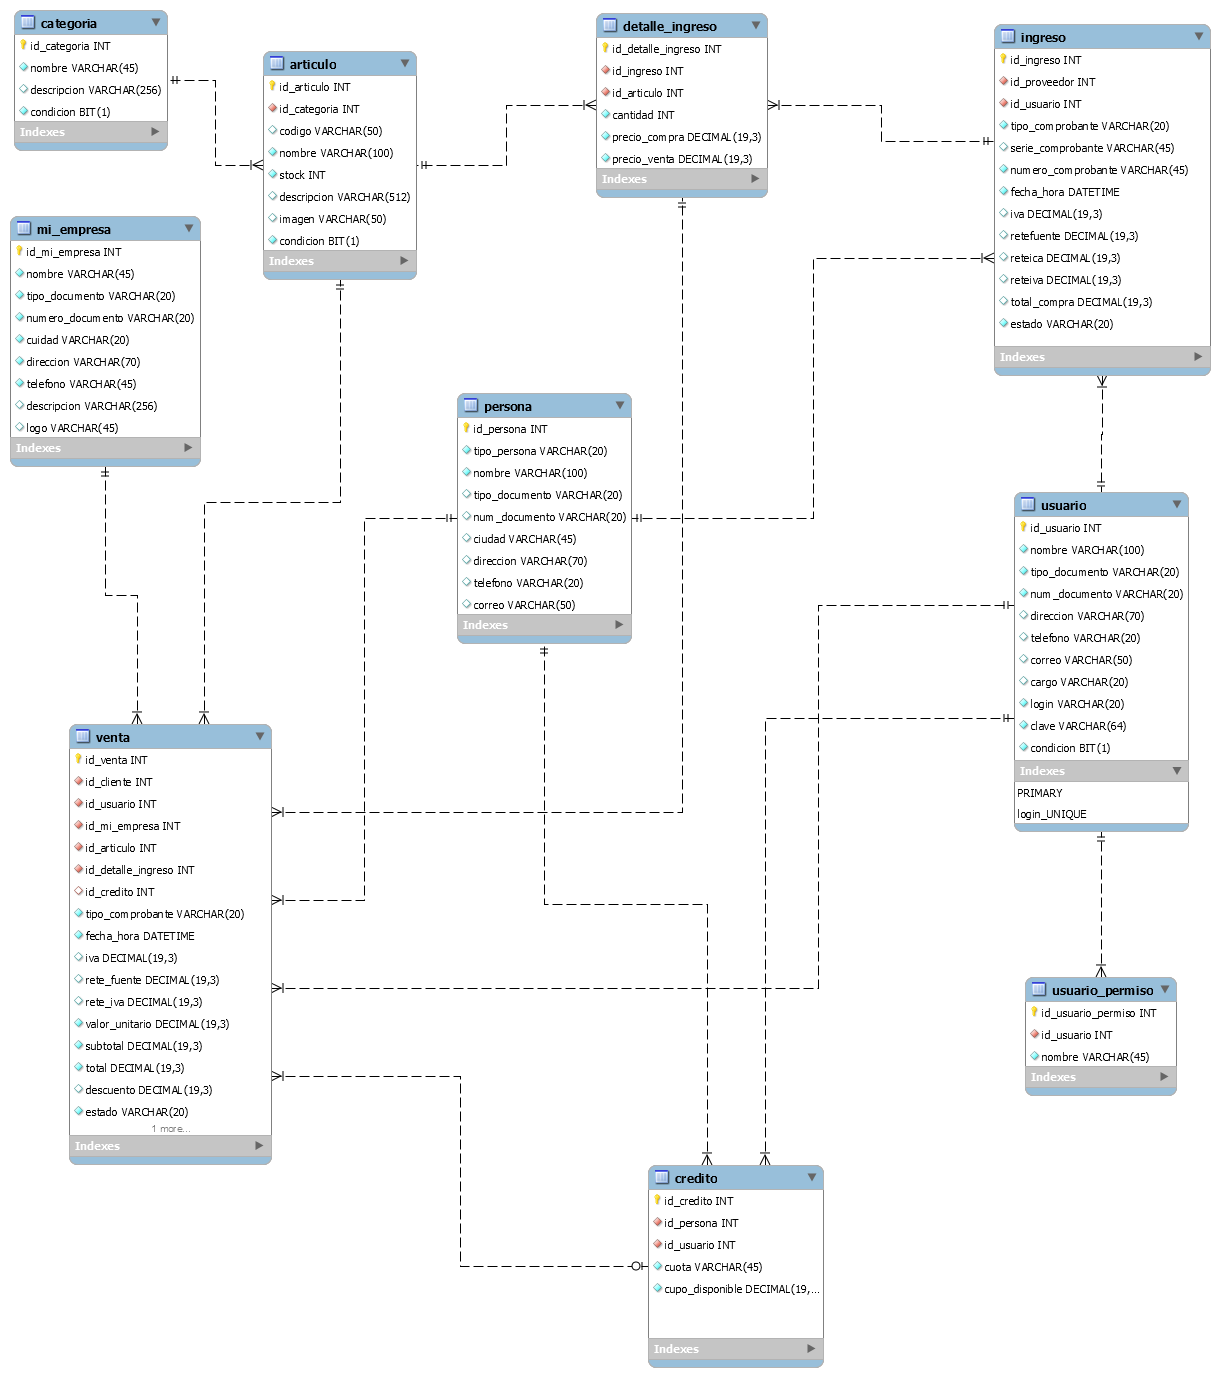 categoria
id_categoria INT
nombre VARCHAR(45)
descripcion VARCHAR(256)
condicion BIT(1)
Indexes
articulo
id_articulo INT
id_categoria INT
codigo VARCHAR(50)
nombre VARCHAR(100)
stock INT
descripcion VARCHAR(512)
imagen VARCHAR(50)
condicion BIT(1)
Indexes
detalle_ingreso
id_detalle_ingreso INT
id_ingreso INT
id_articulo INT
cantidad INT
precio_compra DECIMAL(19,3)
precio_venta DECIMAL(19,3)
Indexes
ingreso
id_ingreso INT
id_proveedor INT
id_usuario INT
tipo_comprobante VARCHAR(20)
serie_comprobante VARCHAR(45)
numero_comprobante VARCHAR(45)
fecha_hora DATETIME
iva DECIMAL(19,3)
retefuente DECIMAL(19,3)
reteica DECIMAL(19,3)
reteiva DECIMAL(19,3)
total_compra DECIMAL(19,3)
estado VARCHAR(20)
Indexes
mi_empresa
id_mi_empresa INT
nombre VARCHAR(45)
tipo_documento VARCHAR(20)
numero_documento VARCHAR(20)
cuidad VARCHAR(20)
direccion VARCHAR(70)
telefono VARCHAR(45)
descripcion VARCHAR(256)
logo VARCHAR(45)
Indexes
persona
id_persona INT
tipo_persona VARCHAR(20)
nombre VARCHAR(100)
tipo_documento VARCHAR(20)
num_documento VARCHAR(20)
ciudad VARCHAR(45)
direccion VARCHAR(70)
telefono VARCHAR(20)
correo VARCHAR(50)
Indexes
usuario
id_usuario INT
nombre VARCHAR(100)
tipo_documento VARCHAR(20)
num_documento VARCHAR(20)
direccion VARCHAR(70)
telefono VARCHAR(20)
correo VARCHAR(50)
cargo VARCHAR(20)
login VARCHAR(20)
clave VARCHAR(64)
condicion BIT(1)
Indexes
PRIMARY
login_UNIQUE
venta
id_venta INT
id_cliente INT
id_usuario INT
id_mi_empresa INT
id_articulo INT
id_detalle_ingreso INT
id_credito INT
tipo_comprobante VARCHAR(20)
fecha_hora DATETIME
iva DECIMAL(19,3)
rete_fuente DECIMAL(19,3)
rete_iva DECIMAL(19,3)
valor_unitario DECIMAL(19,3)
subtotal DECIMAL(19,3)
total DECIMAL(19,3)
descuento DECIMAL(19,3)
estado VARCHAR(20)
1 more...
Indexes
usuario_permiso
id_usuario_permiso INT
id_usuario INT
nombre VARCHAR(45)
Indexes
credito
id_credito INT
id_persona INT
id_usuario INT
cuota VARCHAR(45)
cupo_disponible DECIMAL(19,...
Indexes